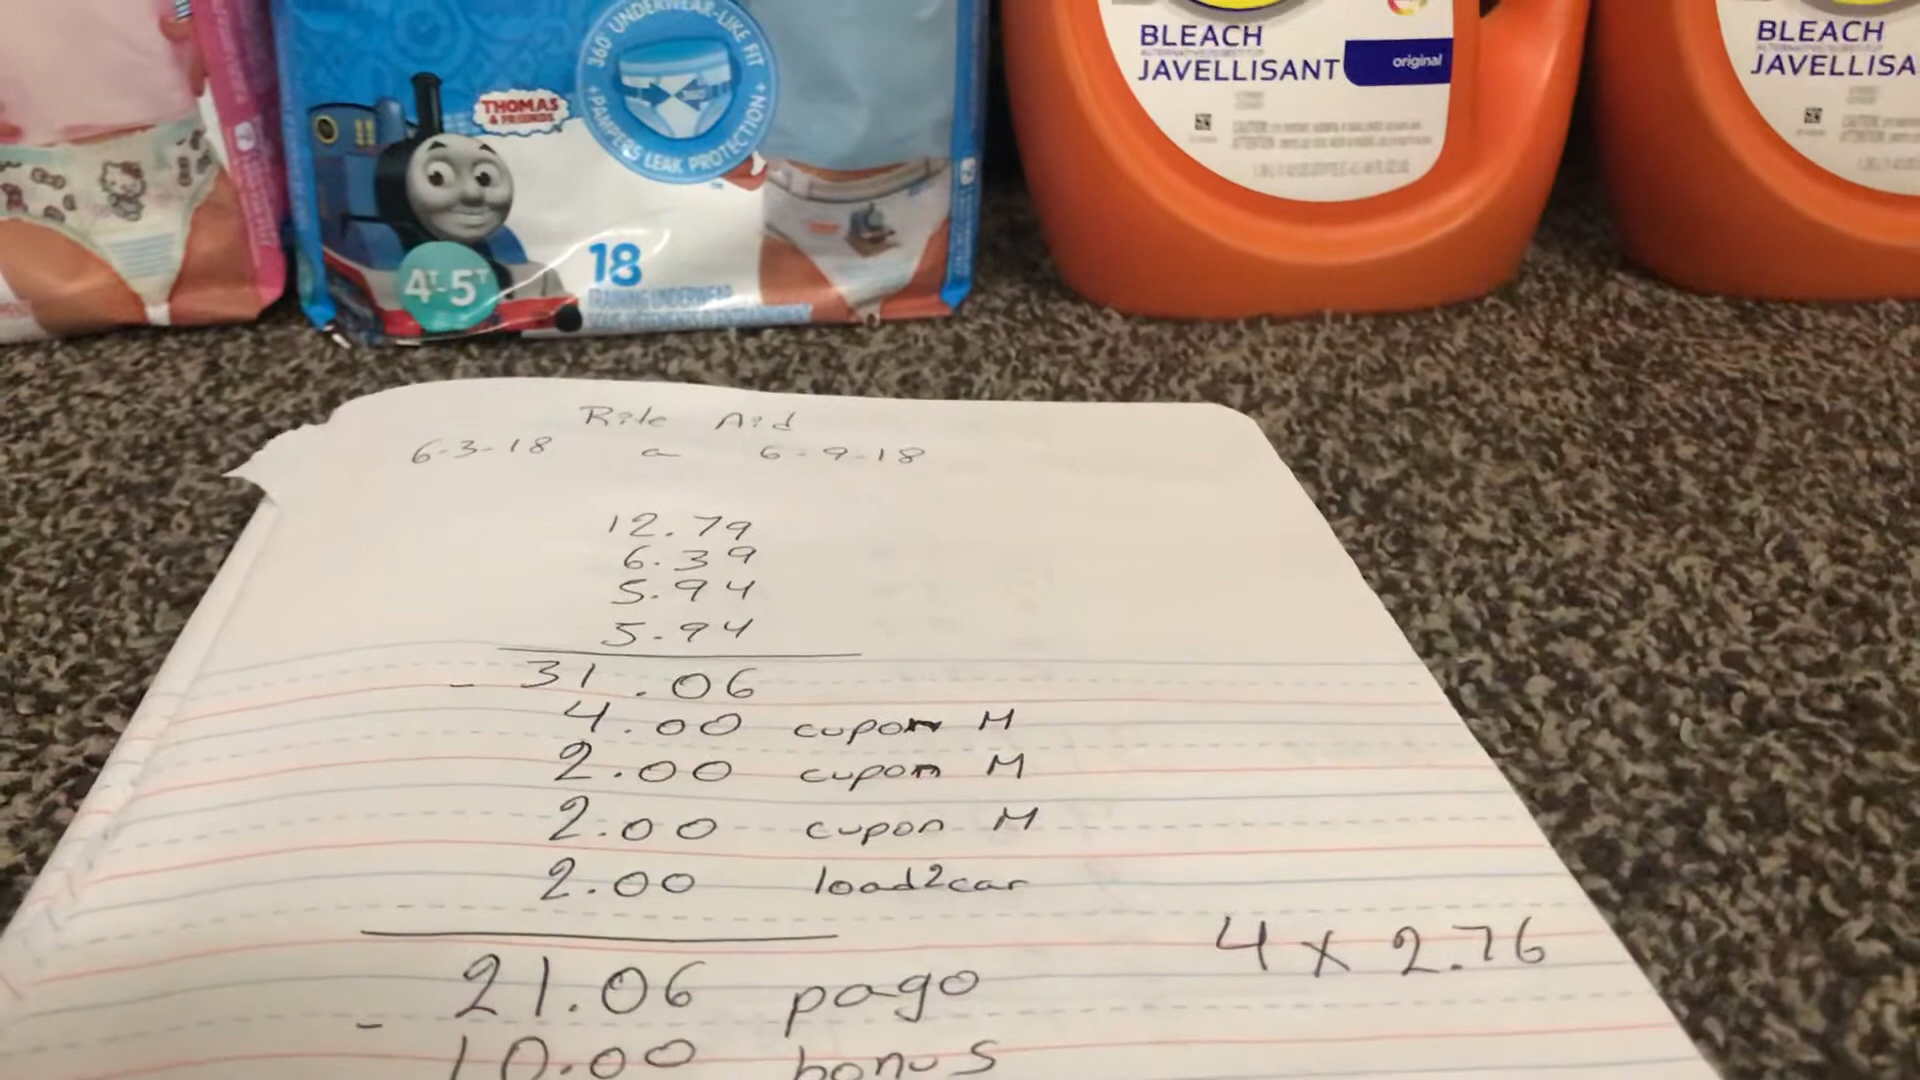 360 UNDERWEAR-LIKE FIT
+PAMPERS LEAK PROTECTION+
THOMAS
& FRIENDS
4T-5T
18
TRAINING UNDERWEAR
BLEACH
JAVELLISANT
original
BLEACH
JAVELLISA
Rite Aid
6-3-18 a 6-9-18
12.79
6.39
5.94
5.94
- 31.06
4.00 cupon M
2.00 cupon M
2.00 cupon M
2.00 load2car
4 x 2.76
21.06 pago
- 10.00 bonus